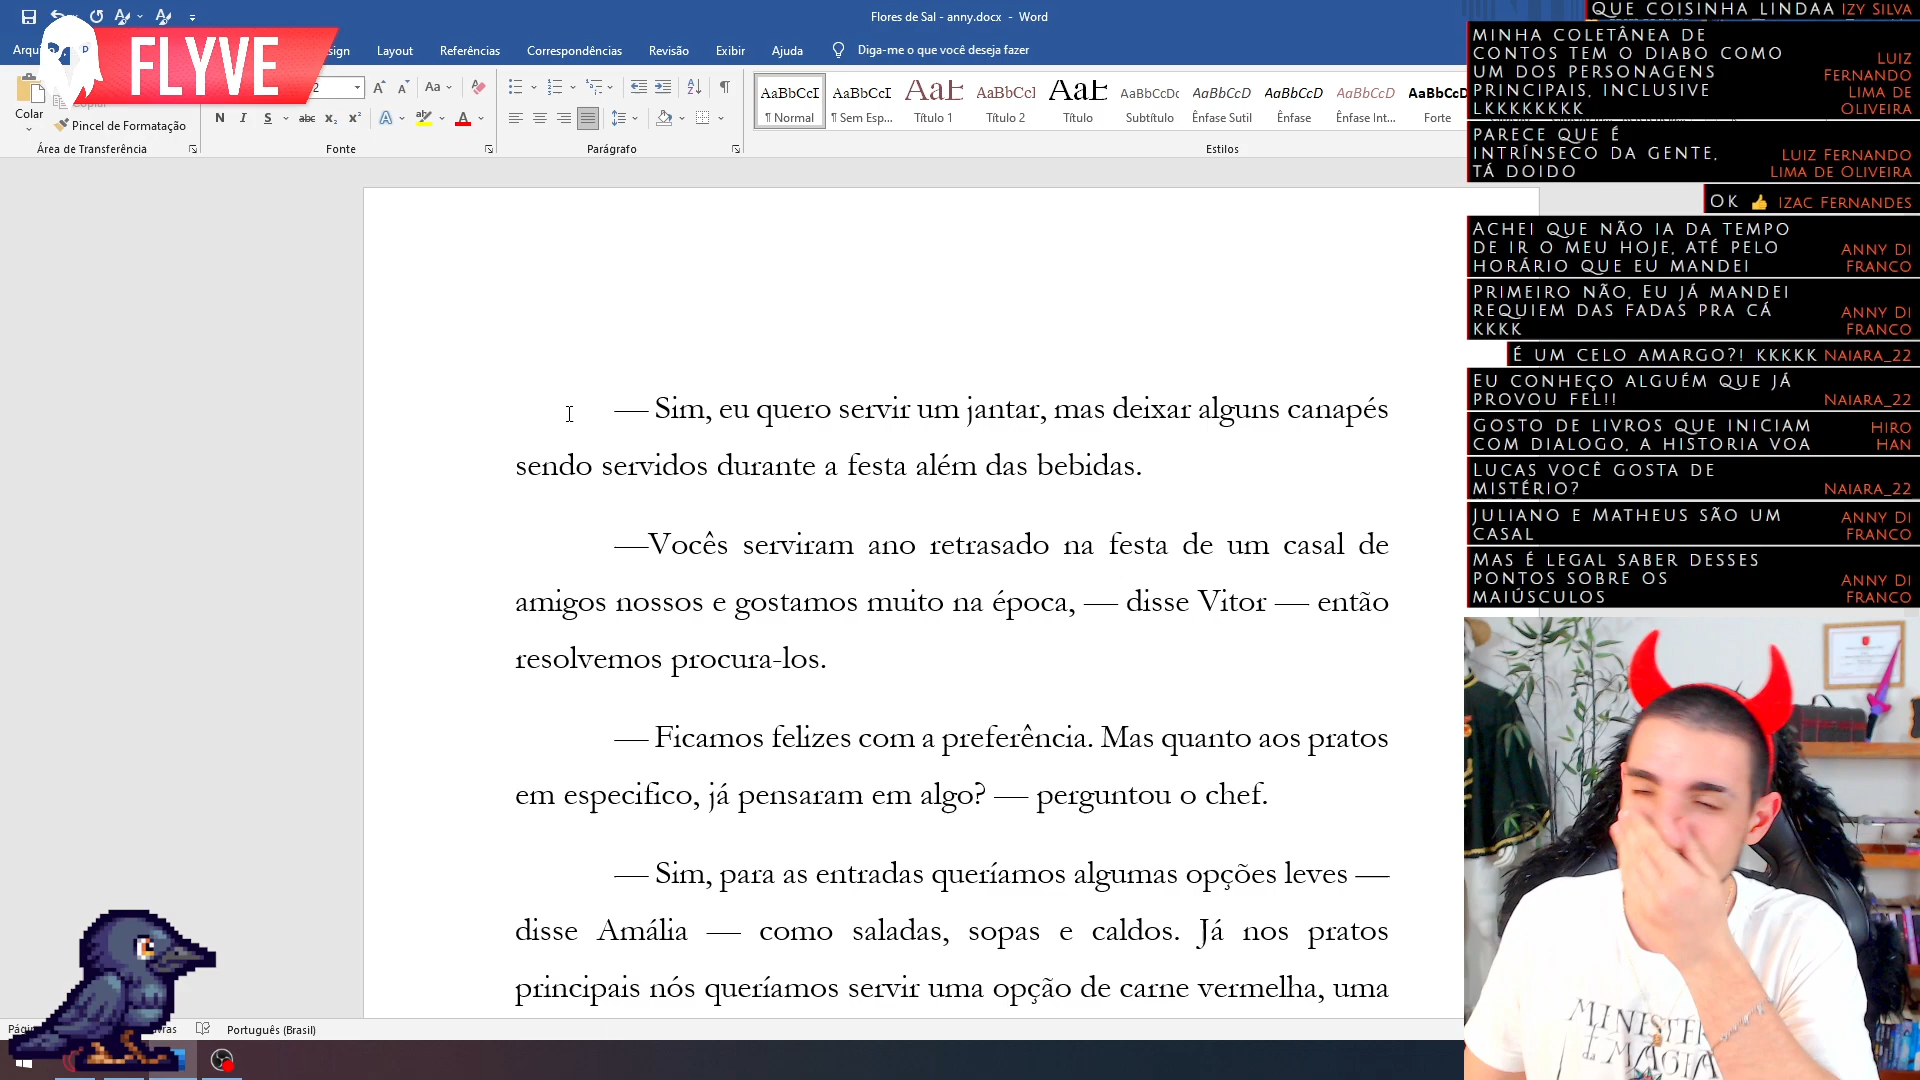 Flores de Sal - anny.docx - Word
FLYVE
Layout
Referências
Correspondências
Revisão
Exibir
Ajuda
Diga-me o que você deseja fazer
Colar
Copiar
Pincel de Formatação
Área de Transferência
Aa
N
I
S
abc
x₂
x²
A
A
Fonte
Parágrafo
AaBbCcI
¶ Normal
AaBbCcI
¶ Sem Esp...
AaE
Título 1
AaBbCcl
Título 2
AaE
Título
AaBbCcDc
Subtítulo
AaBbCcD
Ênfase Sutil
AaBbCcD
Ênfase
AaBbCcD
Ênfase Int...
AaBbCcD
Forte
Estilos
— Sim, eu quero servir um jantar, mas deixar alguns canapés
sendo servidos durante a festa além das bebidas.
—Vocês serviram ano retrasado na festa de um casal de
amigos nossos e gostamos muito na época, — disse Vitor — então
resolvemos procura-los.
— Ficamos felizes com a preferência. Mas quanto aos pratos
em especifico, já pensaram em algo? — perguntou o chef.
— Sim, para as entradas queríamos algumas opções leves —
disse Amália — como saladas, sopas e caldos. Já nos pratos
principais nós queríamos servir uma opção de carne vermelha, uma
Português (Brasil)
QUE COISINHA LINDAA IZY SILVA
MINHA COLETÂNEA DE
CONTOS TEM O DIABO COMO
UM DOS PERSONAGENS
PRINCIPAIS, INCLUSIVE
LKKKKKKKK
LUIZ
FERNANDO
LIMA DE
OLIVEIRA
PARECE QUE É
INTRÍNSECO DA GENTE,
TÁ DOIDO
LUIZ FERNANDO
LIMA DE OLIVEIRA
OK 👍 IZAC FERNANDES
ACHEI QUE NÃO IA DA TEMPO
DE IR O MEU HOJE, ATÉ PELO
HORÁRIO QUE EU MANDEI
ANNY DI
FRANCO
PRIMEIRO NÃO, EU JÁ MANDEI
REQUIEM DAS FADAS PRA CÁ
KKKK
ANNY DI
FRANCO
É UM CELO AMARGO?! KKKKK NAIARA_22
EU CONHEÇO ALGUÉM QUE JÁ
PROVOU FEL!!
NAIARA_22
GOSTO DE LIVROS QUE INICIAM
COM DIALOGO, A HISTORIA VOA
HIRO
HAN
LUCAS VOCÊ GOSTA DE
MISTÉRIO?
NAIARA_22
JULIANO E MATHEUS SÃO UM
CASAL
ANNY DI
FRANCO
MAS É LEGAL SABER DESSES
PONTOS SOBRE OS
MAIÚSCULOS
ANNY DI
FRANCO
MINISTÉR
da MAGIA